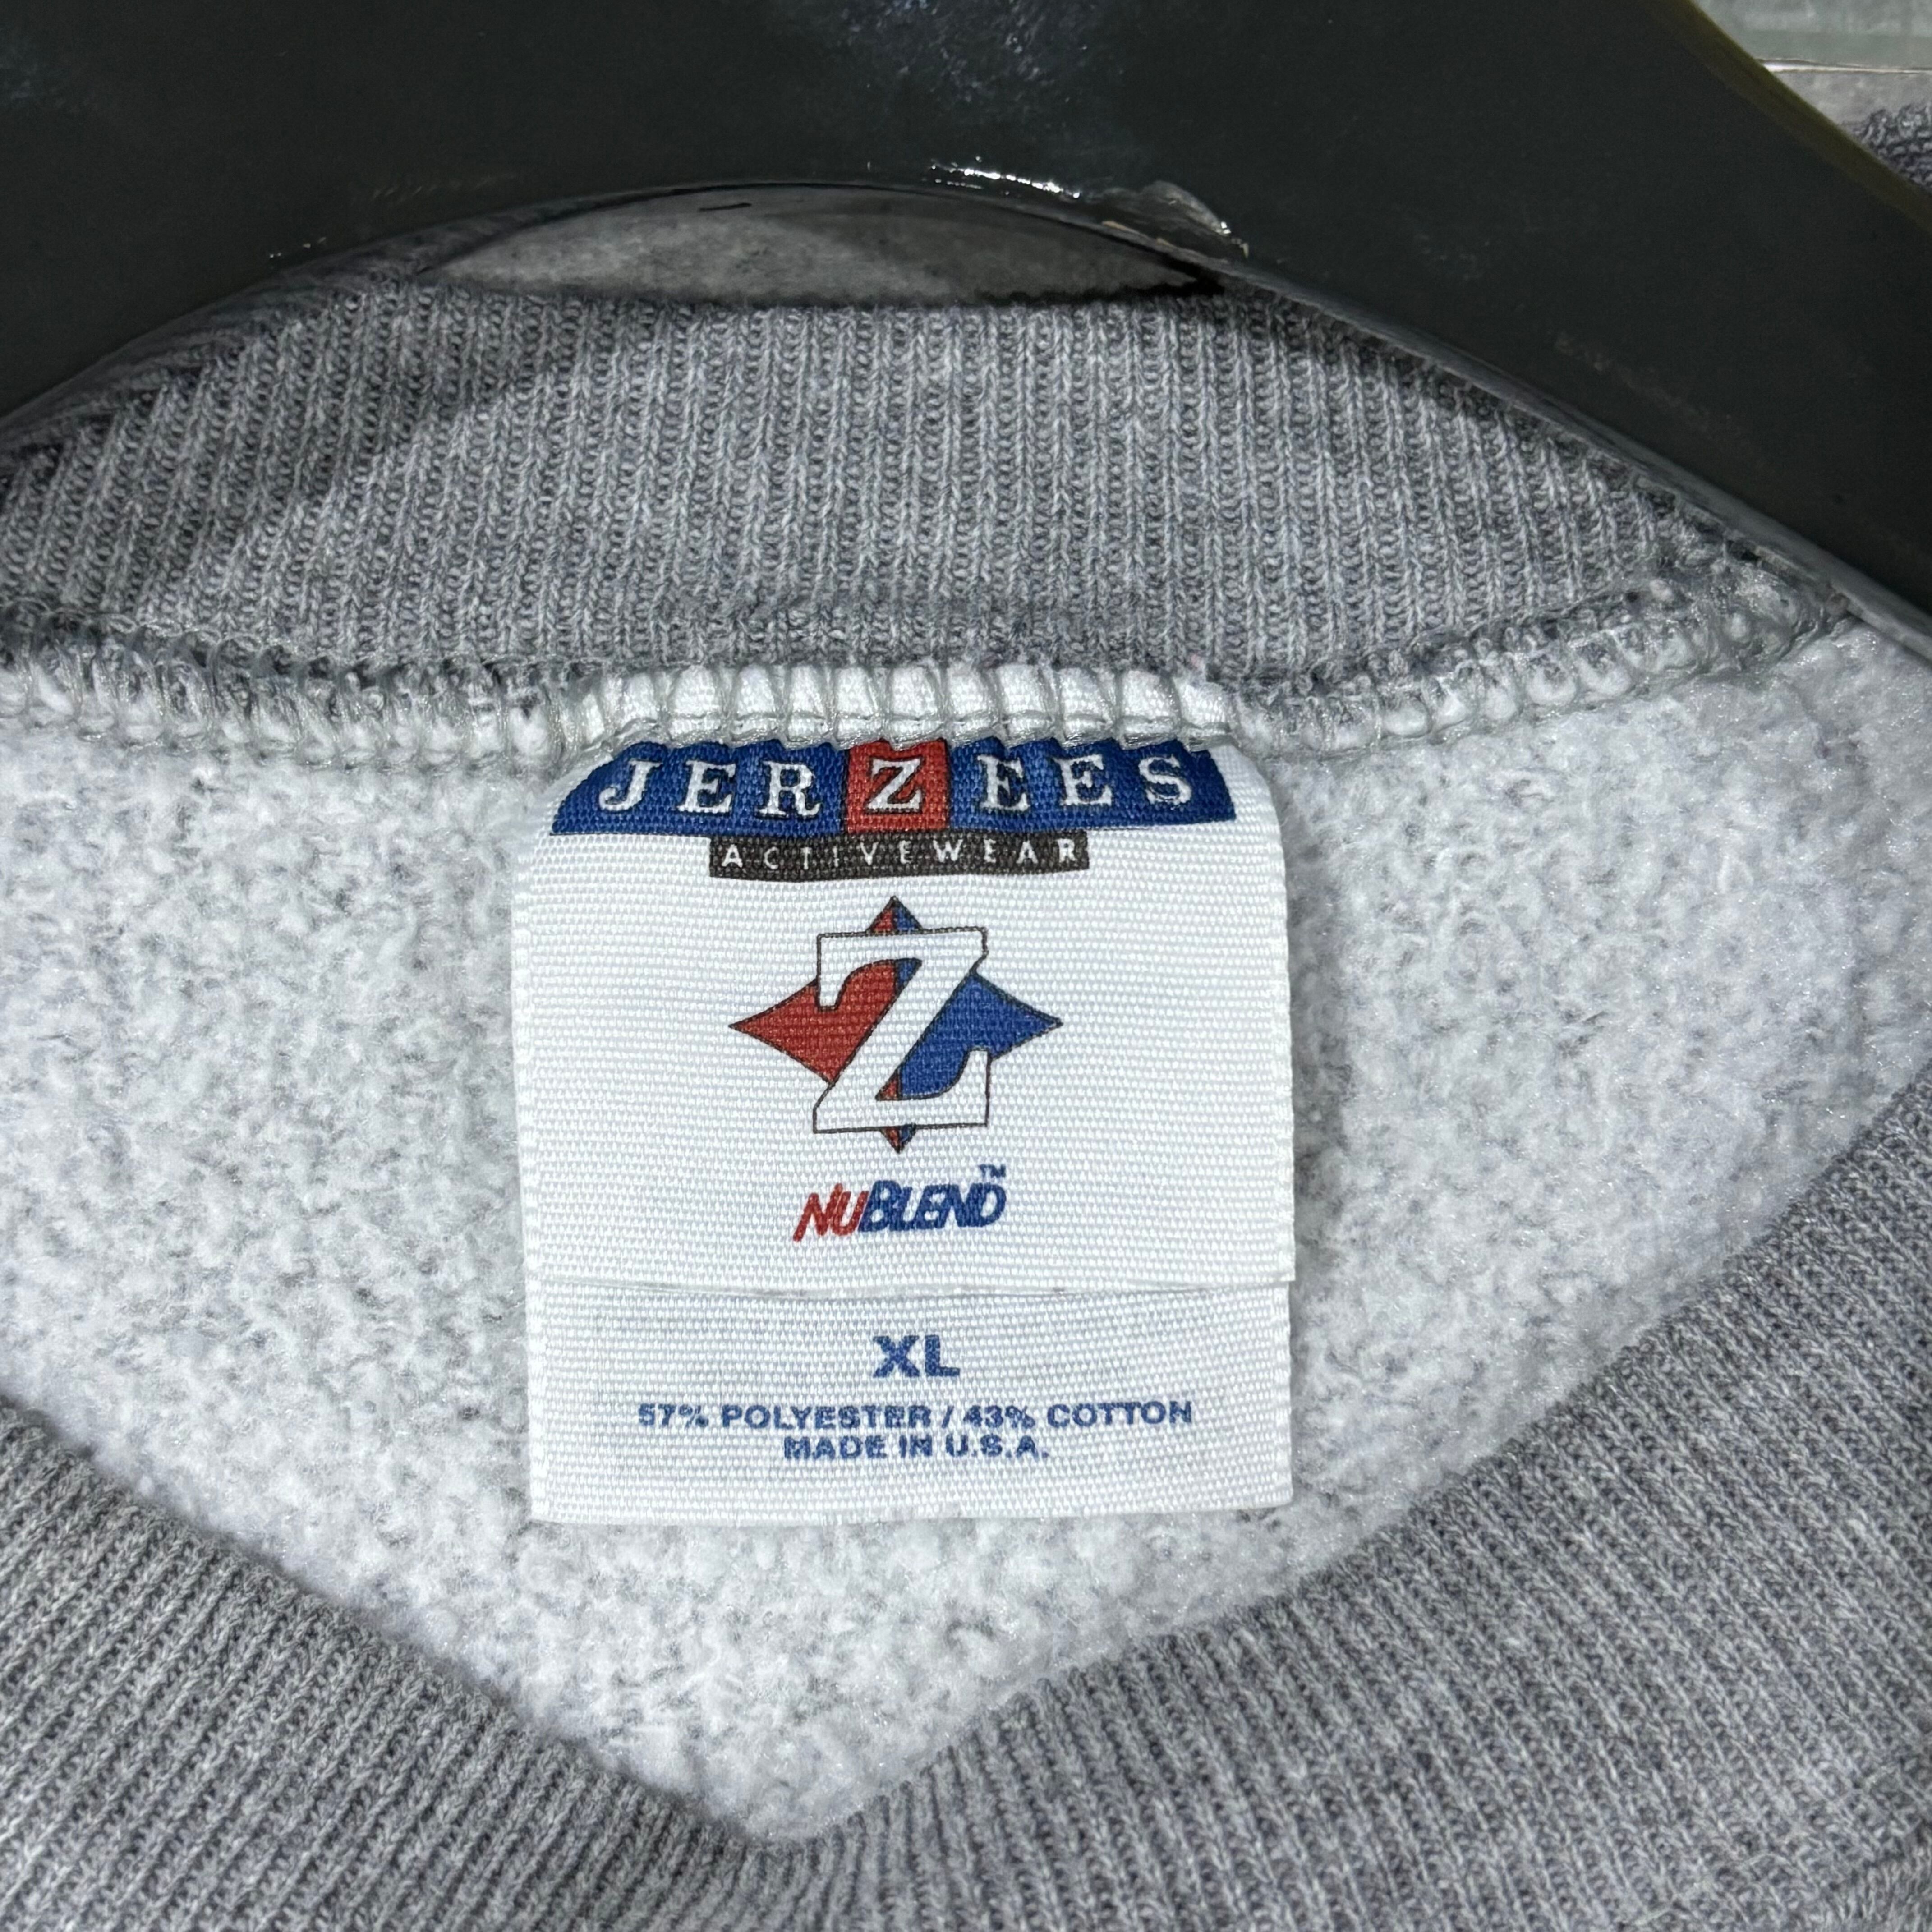 JERZEES
ACTIVEWEAR
Z
NUBLEND™
XL
57% POLYESTER / 43% COTTON
MADE IN U.S.A.